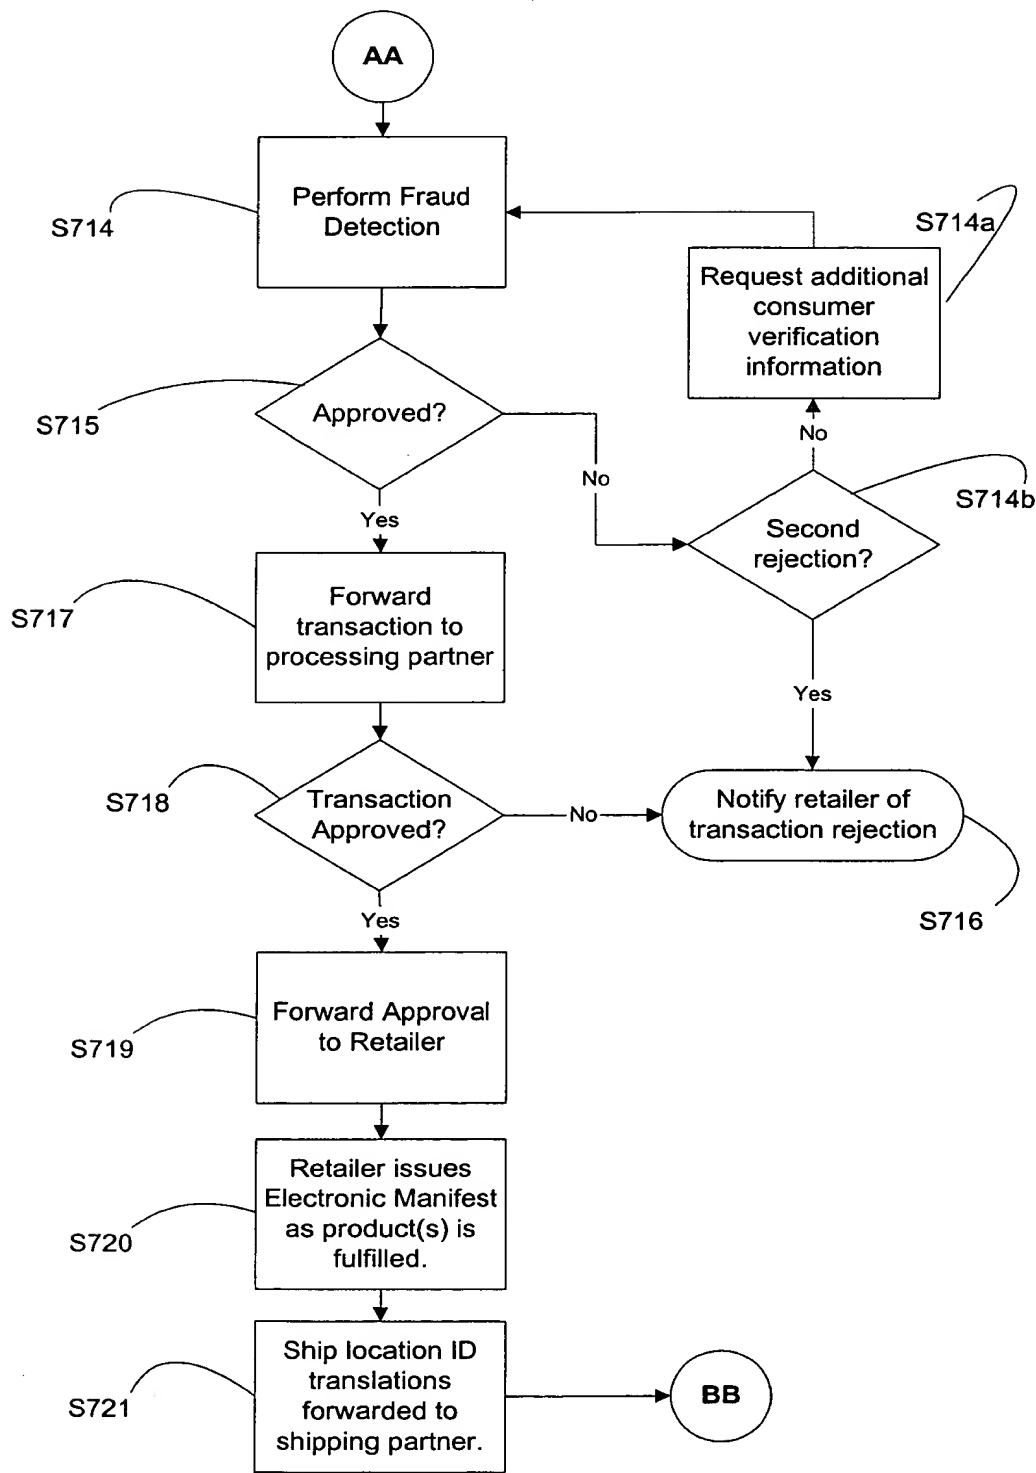 AA
Perform Fraud
Detection
S714
S714a
Request additional
consumer
verification
information
Approved?
S715
No
No
S714b
Second
rejection?
Yes
Forward
transaction to
processing partner
S717
Yes
Transaction
Approved?
S718
No
Notify retailer of
transaction rejection
S716
Yes
Forward Approval
to Retailer
S719
Retailer issues
Electronic Manifest
as product(s) is
fulfilled.
S720
Ship location ID
translations
forwarded to
shipping partner.
S721
BB